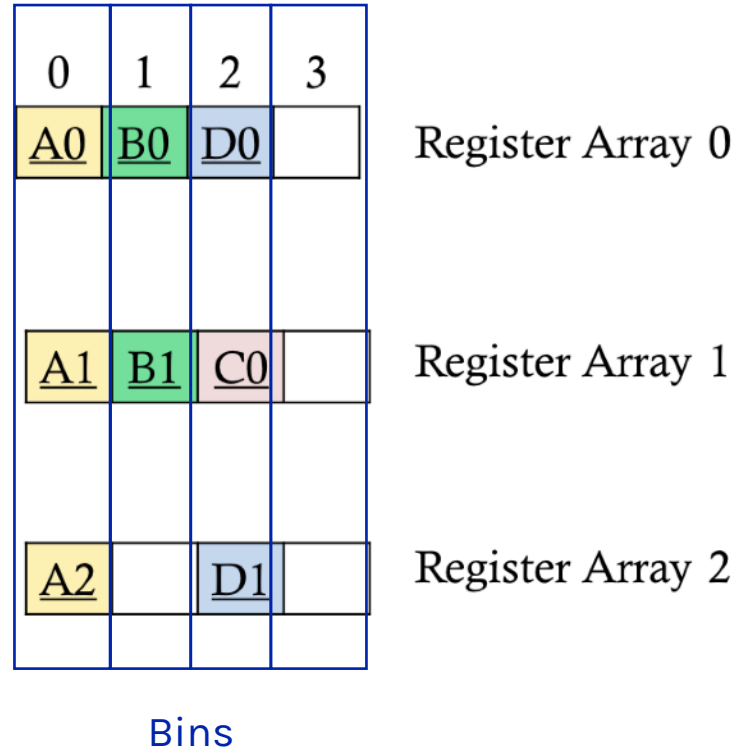 0 1 2 3
A0 B0 D0 Register Array 0
A1 B1 C0 Register Array 1
A2 D1 Register Array 2
Bins